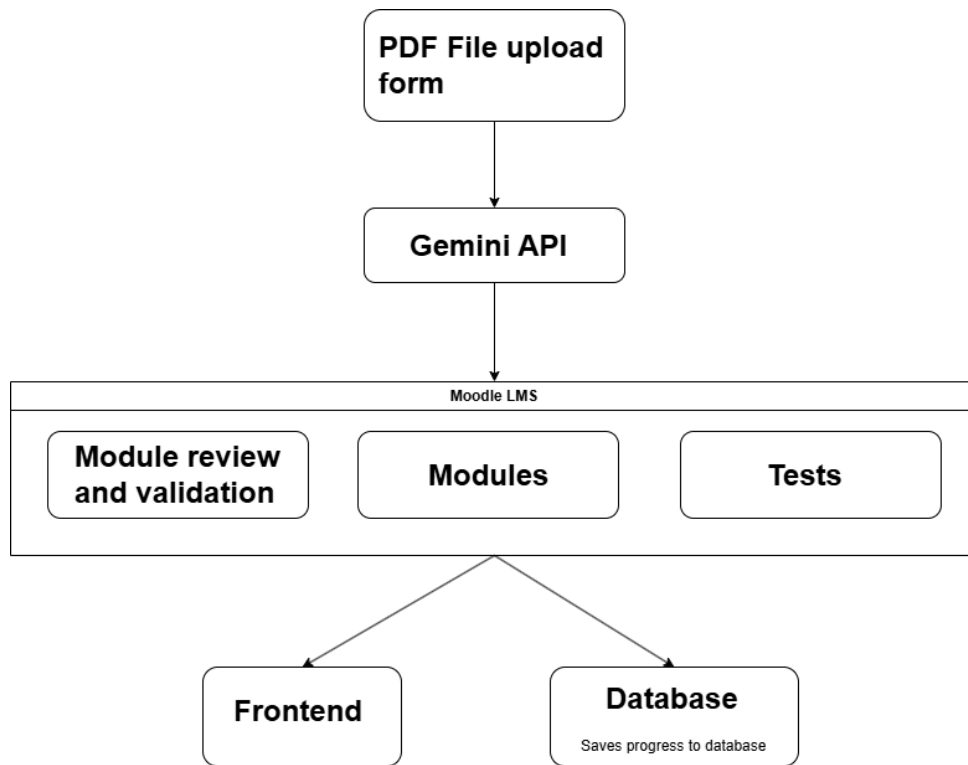 PDF File upload
form
Gemini API
Moodle LMS
Module review
and validation
Modules
Tests
Frontend
Database
Saves progress to database